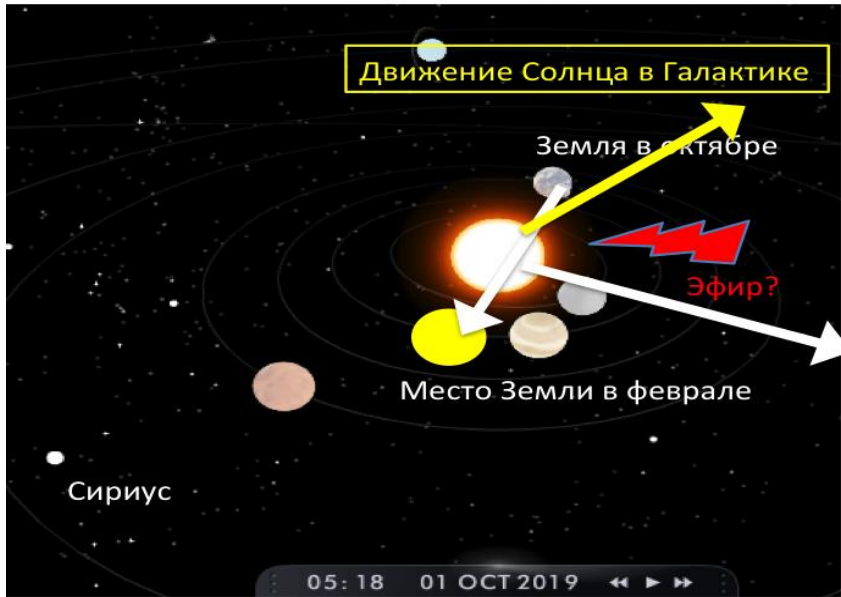 Движение Солнца в Галактике
Земля в октябре
Эфир?
Место Земли в феврале
Сириус
05:18 01 OCT 2019